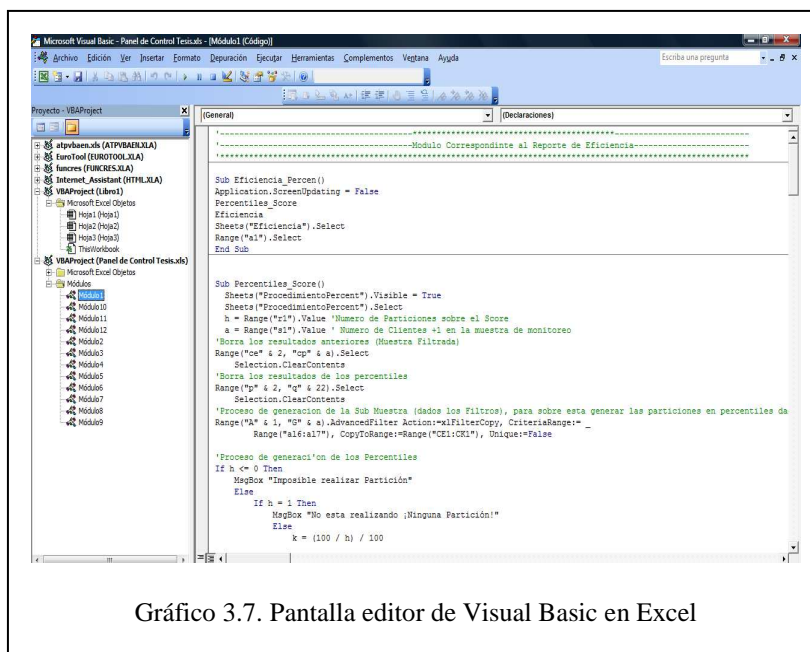 Microsoft Visual Basic - Panel de Control Tesis.xls - [Módulo1 (Código)]
Archivo Edición Ver Insertar Formato Depuración Ejecutar Herramientas Complementos Ventana Ayuda
Escriba una pregunta
Proyecto - VBAProject
(General)
(Declaraciones)
atpvbaen.xls (ATPVBAEN.XLA)
EuroTool (EUROTOOL.XLA)
funcres (FUNCRES.XLA)
Internet_Assistant (HTML.XLA)
VBAProject (Libro1)
Microsoft Excel Objetos
Hoja1 (Hoja1)
Hoja2 (Hoja2)
Hoja3 (Hoja3)
ThisWorkbook
VBAProject (Panel de Control Tesis.xls)
Microsoft Excel Objetos
Módulos
Módulo1
Módulo10
Módulo11
Módulo12
Módulo2
Módulo3
Módulo4
Módulo5
Módulo6
Módulo7
Módulo8
Módulo9
'----------------------------------------******************************************----------------------------
'----------------------------------------Modulo Correspondinte al Reporte de Eficiencia------------------------
'**************************************************************************************************************
Sub Eficiencia_Percen()
Application.ScreenUpdating = False
Percentiles_Score
Eficiencia
Sheets("Eficiencia").Select
Range("a1").Select
End Sub
Sub Percentiles_Score()
Sheets("ProcedimientoPercent").Visible = True
Sheets("ProcedimientoPercent").Select
h = Range("r1").Value 'Numero de Particiones sobre el Score
a = Range("s1").Value ' Numero de Clientes +1 en la muestra de monitoreo
'Borra los resultados anteriores (Muestra Filtrada)
Range("ce" & 2, "cp" & a).Select
Selection.ClearContents
'Borra los resultados de los percentiles
Range("p" & 2, "q" & 22).Select
Selection.ClearContents
'Proceso de generacion de la Sub Muestra (dados los Filtros), para sobre esta generar las particiones en percentiles da
Range("A" & 1, "G" & a).AdvancedFilter Action:=xlFilterCopy, CriteriaRange:= _
Range("al6:al7"), CopyToRange:=Range("CE1:CK1"), Unique:=False
'Proceso de generaci'on de los Percentiles
If h <= 0 Then
MsgBox "Imposible realizar Partición"
Else
If h = 1 Then
MsgBox "No esta realizando ¡Ninguna Partición!"
Else
k = (100 / h) / 100
Gráfico 3.7. Pantalla editor de Visual Basic en Excel